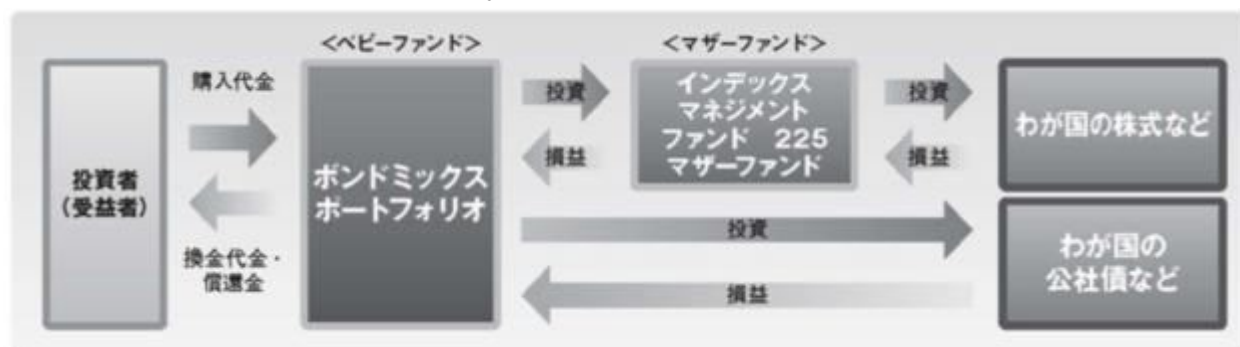 <ベビーファンド>
<マザーファンド>
購入代金
投資者
(受益者)
換金代金・
償還金
ボンドミックス
ポートフォリオ
投資
損益
インデックス
マネジメント
ファンド 225
マザーファンド
投資
損益
わが国の株式など
投資
損益
わが国の
公社債など